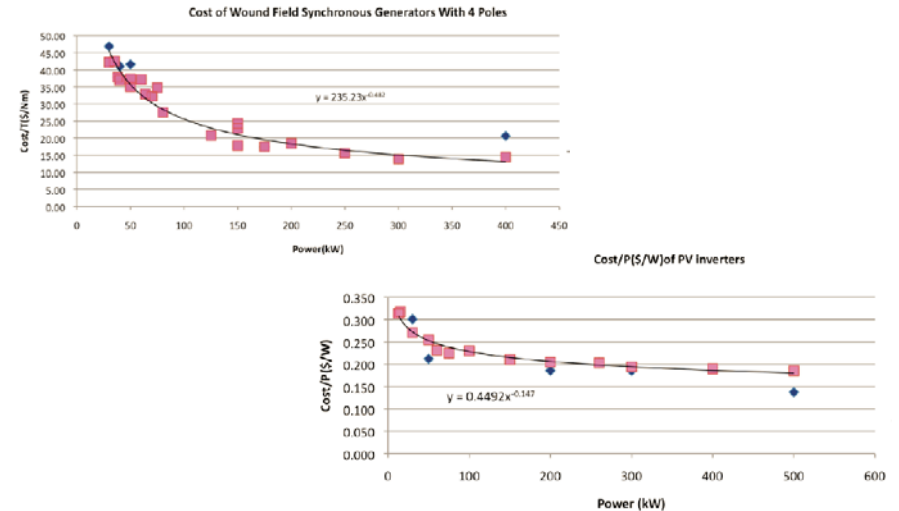 Cost of Wound Field Synchronous Generators With 4 Poles
50.00
45.00
40.00
35.00
30.00
25.00
20.00
15.00
10.00
5.00
0.00
Cost/T($/Nm)
y = 235.23x^-0.482
0 50 100 150 200 250 300 350 400 450
Power(kW)
Cost/P($/W)of PV inverters
0.350
0.300
0.250
0.200
0.150
0.100
0.050
0.000
Cost/P($/W)
y = 0.4492x^-0.147
0 100 200 300 400 500 600
Power (kW)